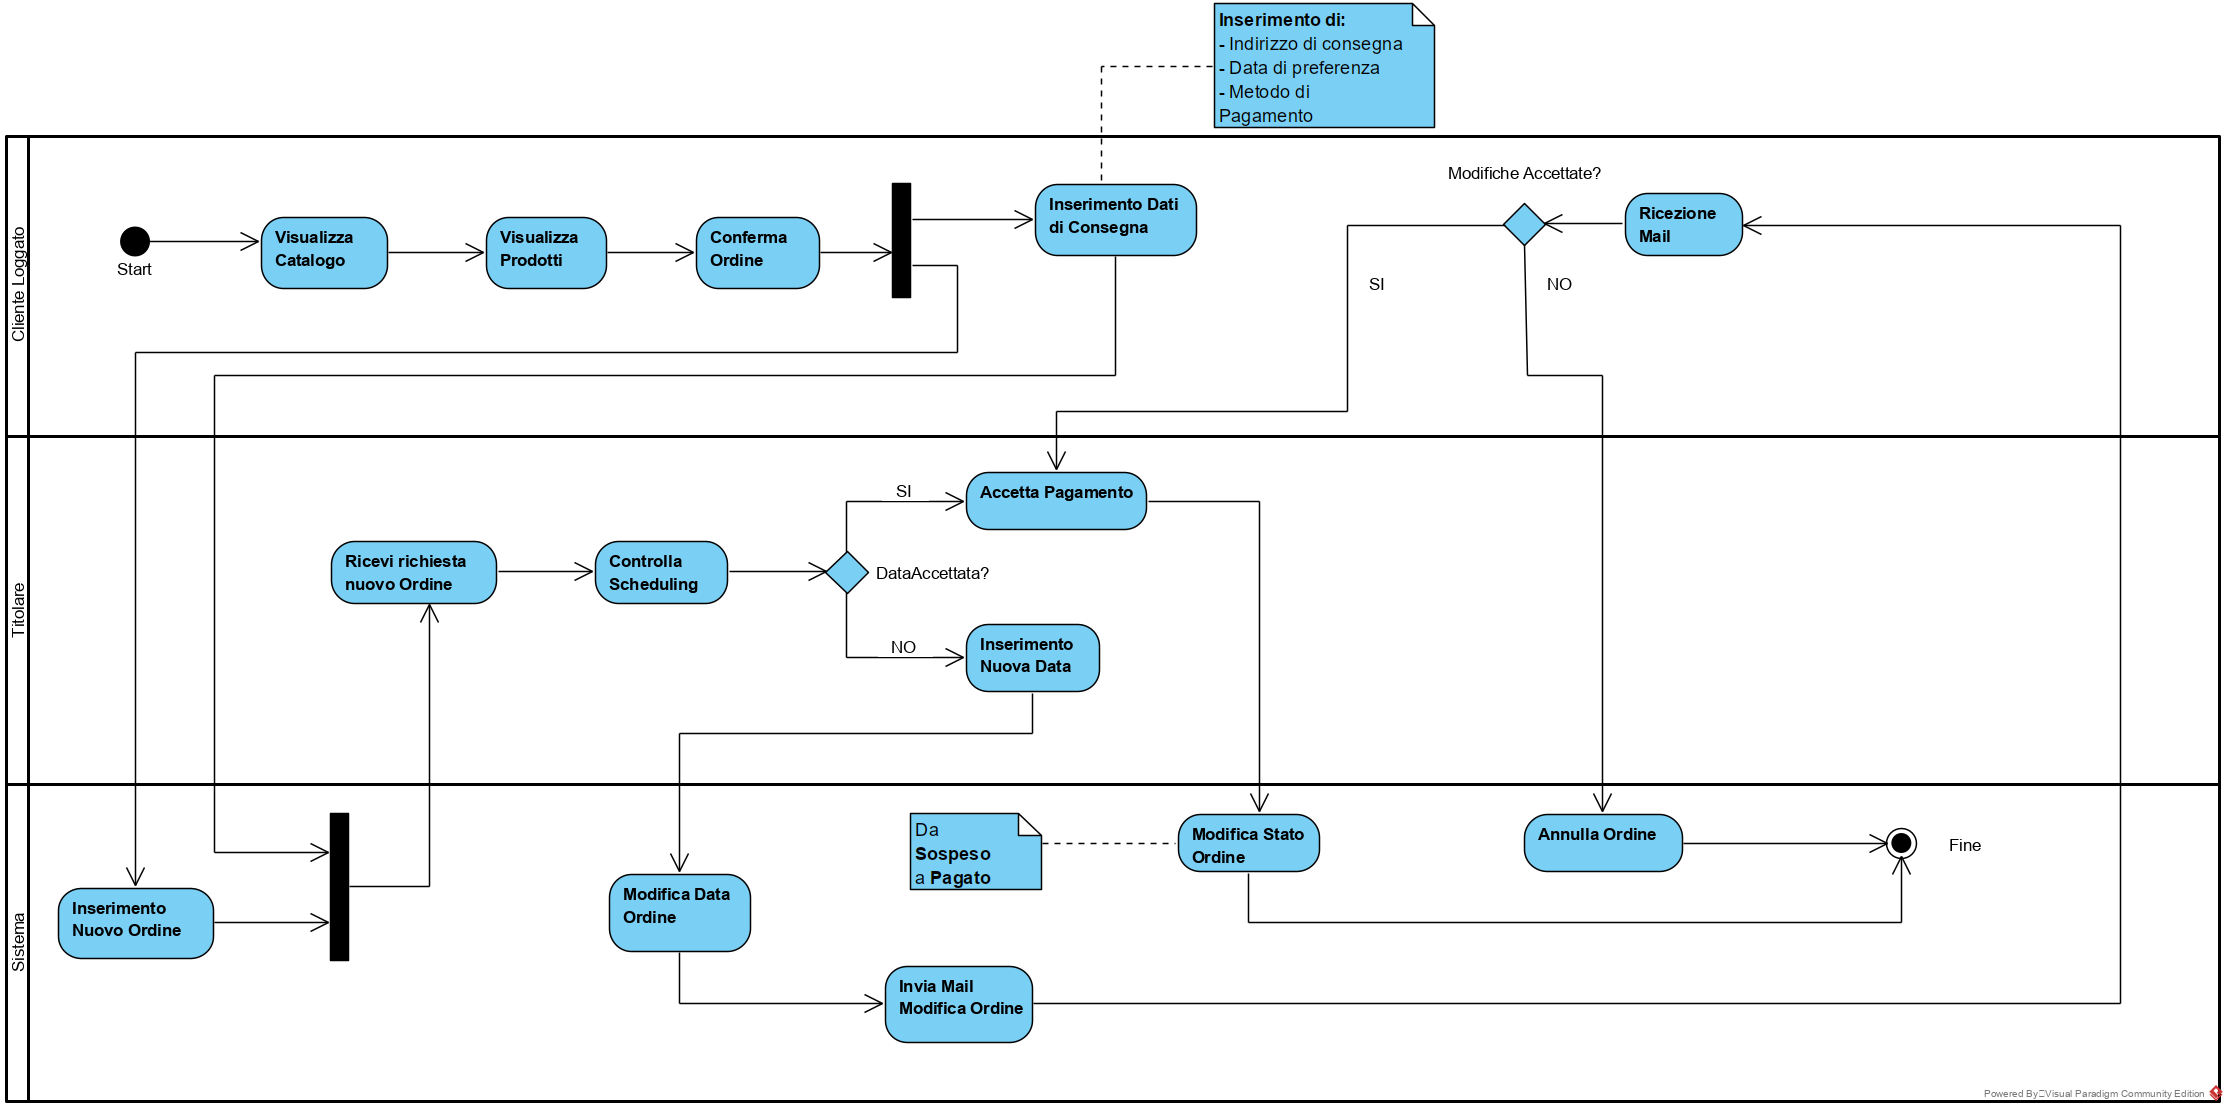 Inserimento di:
- Indirizzo di consegna
- Data di preferenza
- Metodo di
Pagamento
Cliente Loggato
Start
Visualizza
Catalogo
Visualizza
Prodotti
Conferma
Ordine
Inserimento Dati
di Consegna
Modifiche Accettate?
Ricezione
Mail
SI
NO
Titolare
Ricevi richiesta
nuovo Ordine
Controlla
Scheduling
DataAccettata?
SI
NO
Accetta Pagamento
Inserimento
Nuova Data
Sistema
Inserimento
Nuovo Ordine
Modifica Data
Ordine
Invia Mail
Modifica Ordine
Da
Sospeso
a Pagato
Modifica Stato
Ordine
Annulla Ordine
Fine
Powered By Visual Paradigm Community Edition